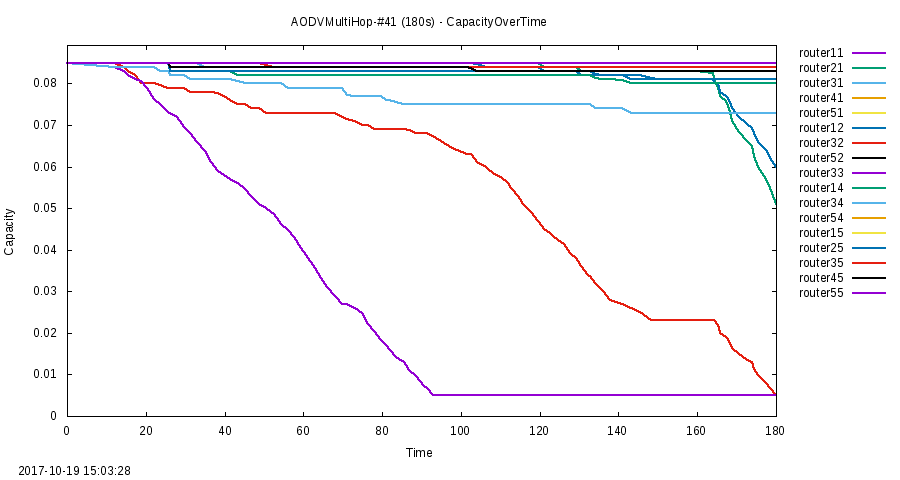 AODVMultiHop-#41 (180s) - CapacityOverTime
router11
router21
router31
router41
router51
router12
router32
router52
router33
router14
router34
router54
router15
router25
router35
router45
router55
Capacity
0.08
0.07
0.06
0.05
0.04
0.03
0.02
0.01
0
0 20 40 60 80 100 120 140 160 180
Time
2017-10-19 15:03:28